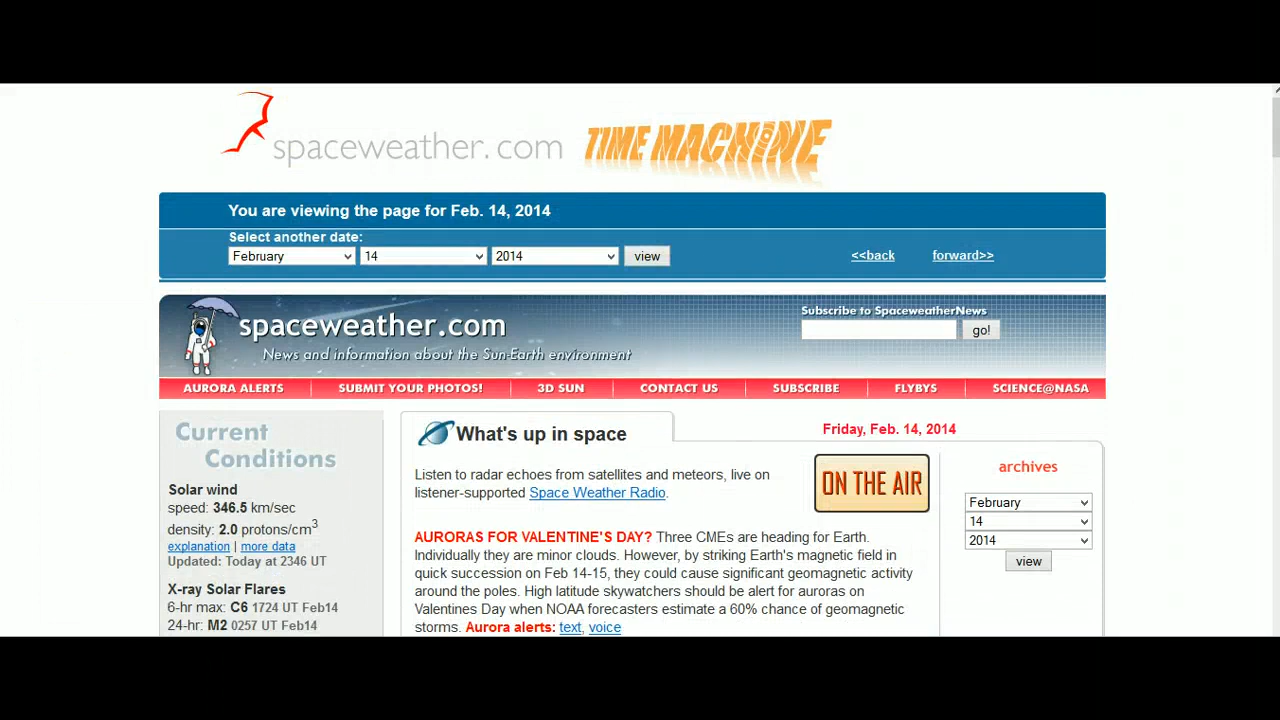 spaceweather.com TIME MACHINE
You are viewing the page for Feb. 14, 2014
Select another date:
February 14 2014 view <<back forward>>
Subscribe to SpaceweatherNews
spaceweather.com go!
News and information about the Sun-Earth environment
AURORA ALERTS SUBMIT YOUR PHOTOS! 3D SUN CONTACT US SUBSCRIBE FLYBYS SCIENCE@NASA
Current
Conditions
Solar wind
speed: 346.5 km/sec
density: 2.0 protons/cm3
explanation | more data
Updated: Today at 2346 UT
X-ray Solar Flares
6-hr max: C6 1724 UT Feb14
24-hr: M2 0257 UT Feb14
What's up in space
Friday, Feb. 14, 2014
Listen to radar echoes from satellites and meteors, live on
listener-supported Space Weather Radio.
ON THE AIR
AURORAS FOR VALENTINE'S DAY? Three CMEs are heading for Earth.
Individually they are minor clouds. However, by striking Earth's magnetic field in
quick succession on Feb 14-15, they could cause significant geomagnetic activity
around the poles. High latitude skywatchers should be alert for auroras on
Valentines Day when NOAA forecasters estimate a 60% chance of geomagnetic
storms. Aurora alerts: text, voice
archives
February
14
2014
view